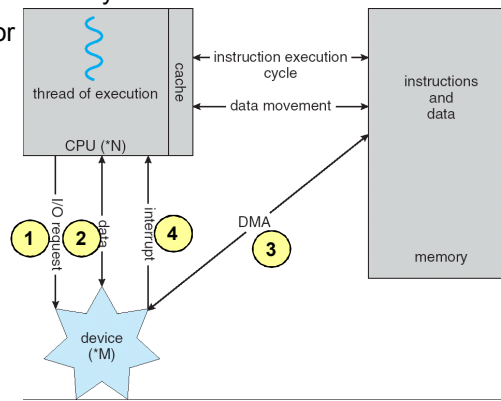 or
thread of execution
cache
CPU (*N)
instruction execution
cycle
data movement
instructions
and
data
memory
1
I/O request
2
data
interrupt
4
DMA
3
device
(*M)